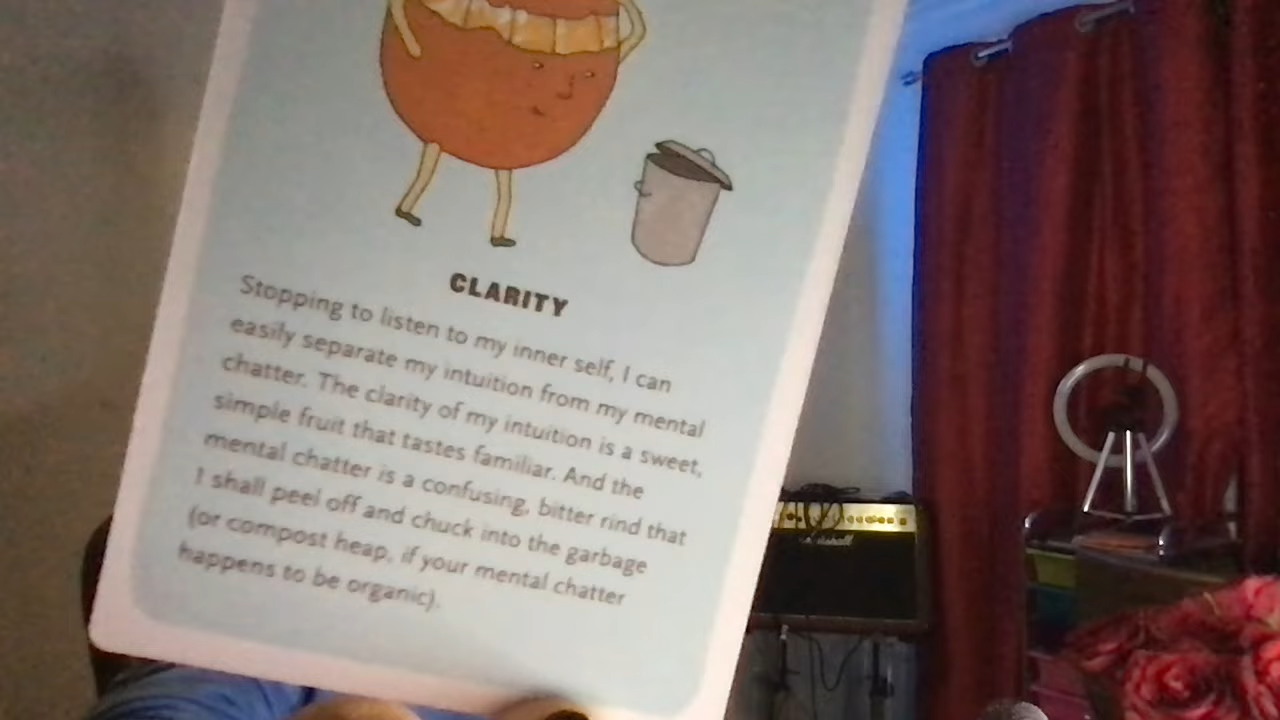 CLARITY
Stopping to listen to my inner self, I can
easily separate my intuition from my mental
chatter. The clarity of my intuition is a sweet,
simple fruit that tastes familiar. And the
mental chatter is a confusing, bitter rind that
I shall peel off and chuck into the garbage
(or compost heap, if your mental chatter
happens to be organic).
Marshall